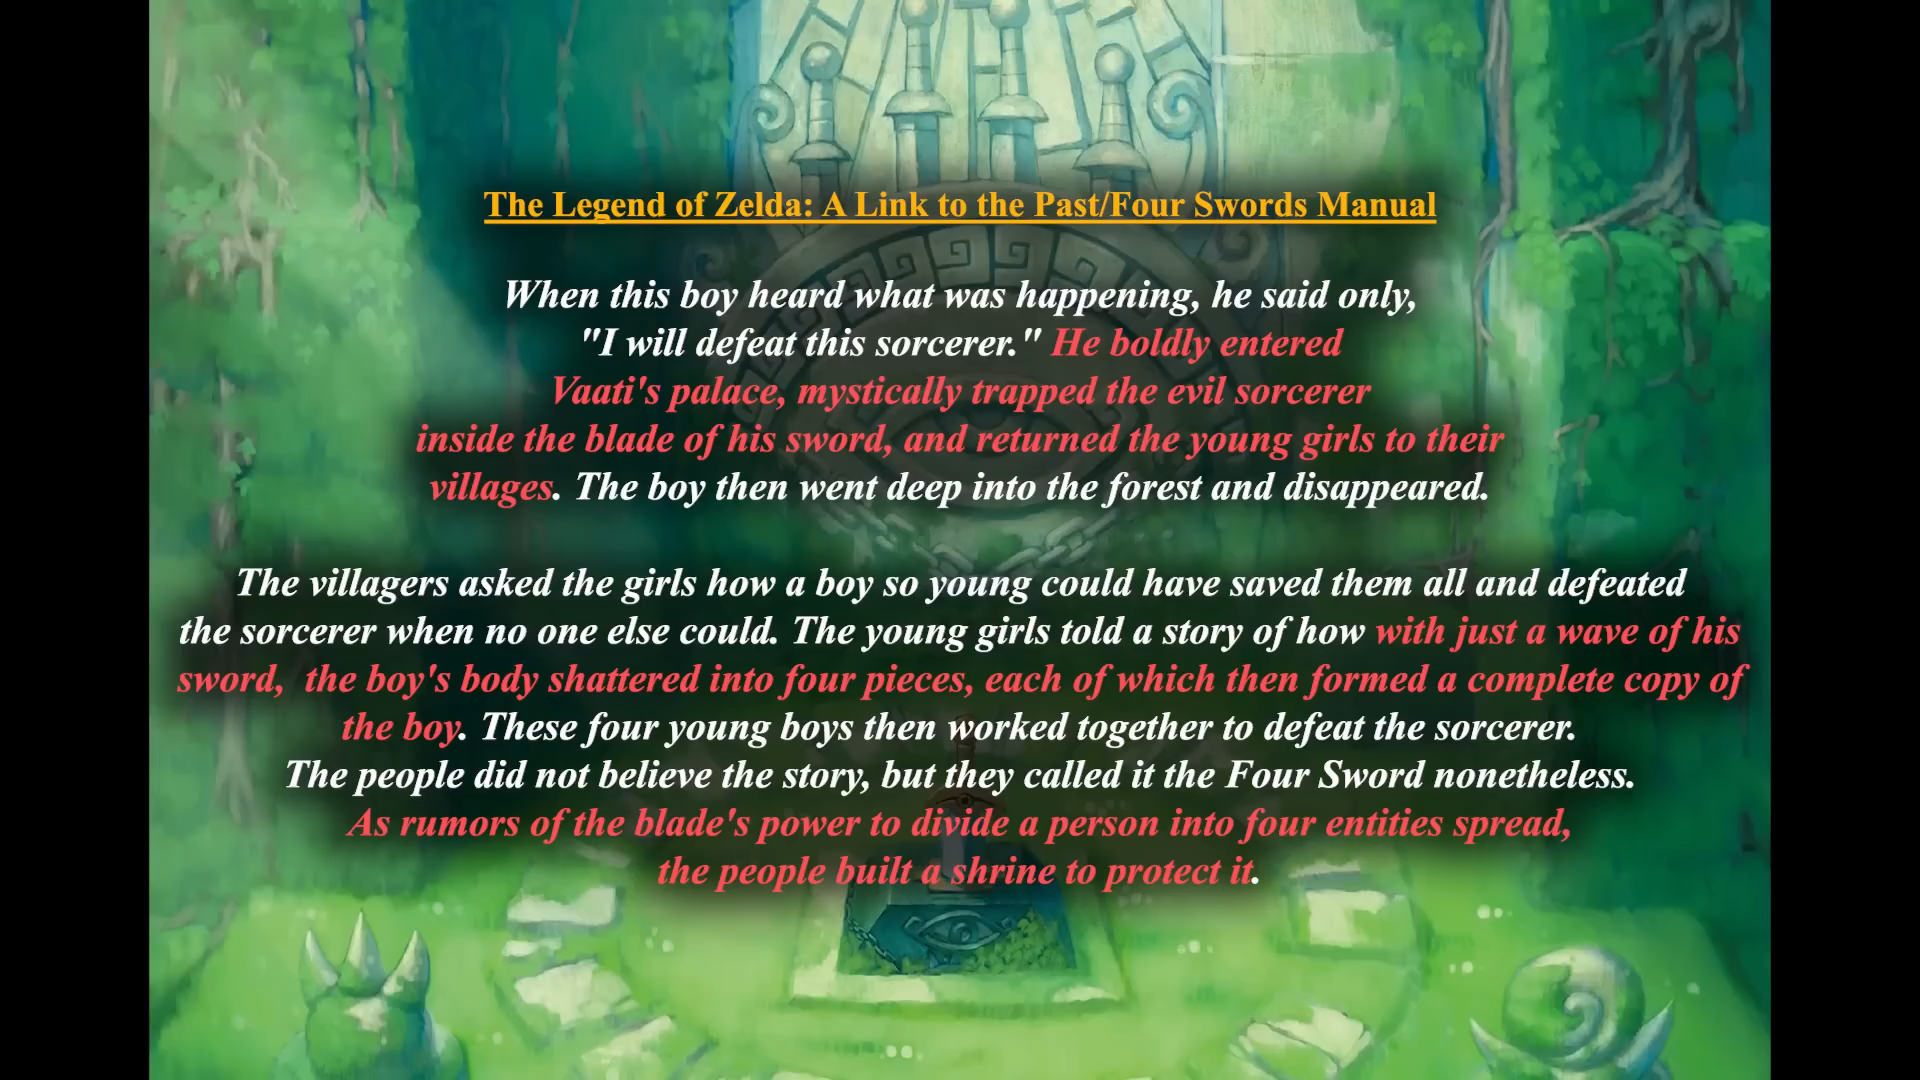 The Legend of Zelda: A Link to the Past/Four Swords Manual
When this boy heard what was happening, he said only,
"I will defeat this sorcerer." He boldly entered
Vaati's palace, mystically trapped the evil sorcerer
inside the blade of his sword, and returned the young girls to their
villages. The boy then went deep into the forest and disappeared.
The villagers asked the girls how a boy so young could have saved them all and defeated
the sorcerer when no one else could. The young girls told a story of how with just a wave of his
sword,  the boy's body shattered into four pieces, each of which then formed a complete copy of
the boy. These four young boys then worked together to defeat the sorcerer.
The people did not believe the story, but they called it the Four Sword nonetheless.
As rumors of the blade's power to divide a person into four entities spread,
the people built a shrine to protect it.